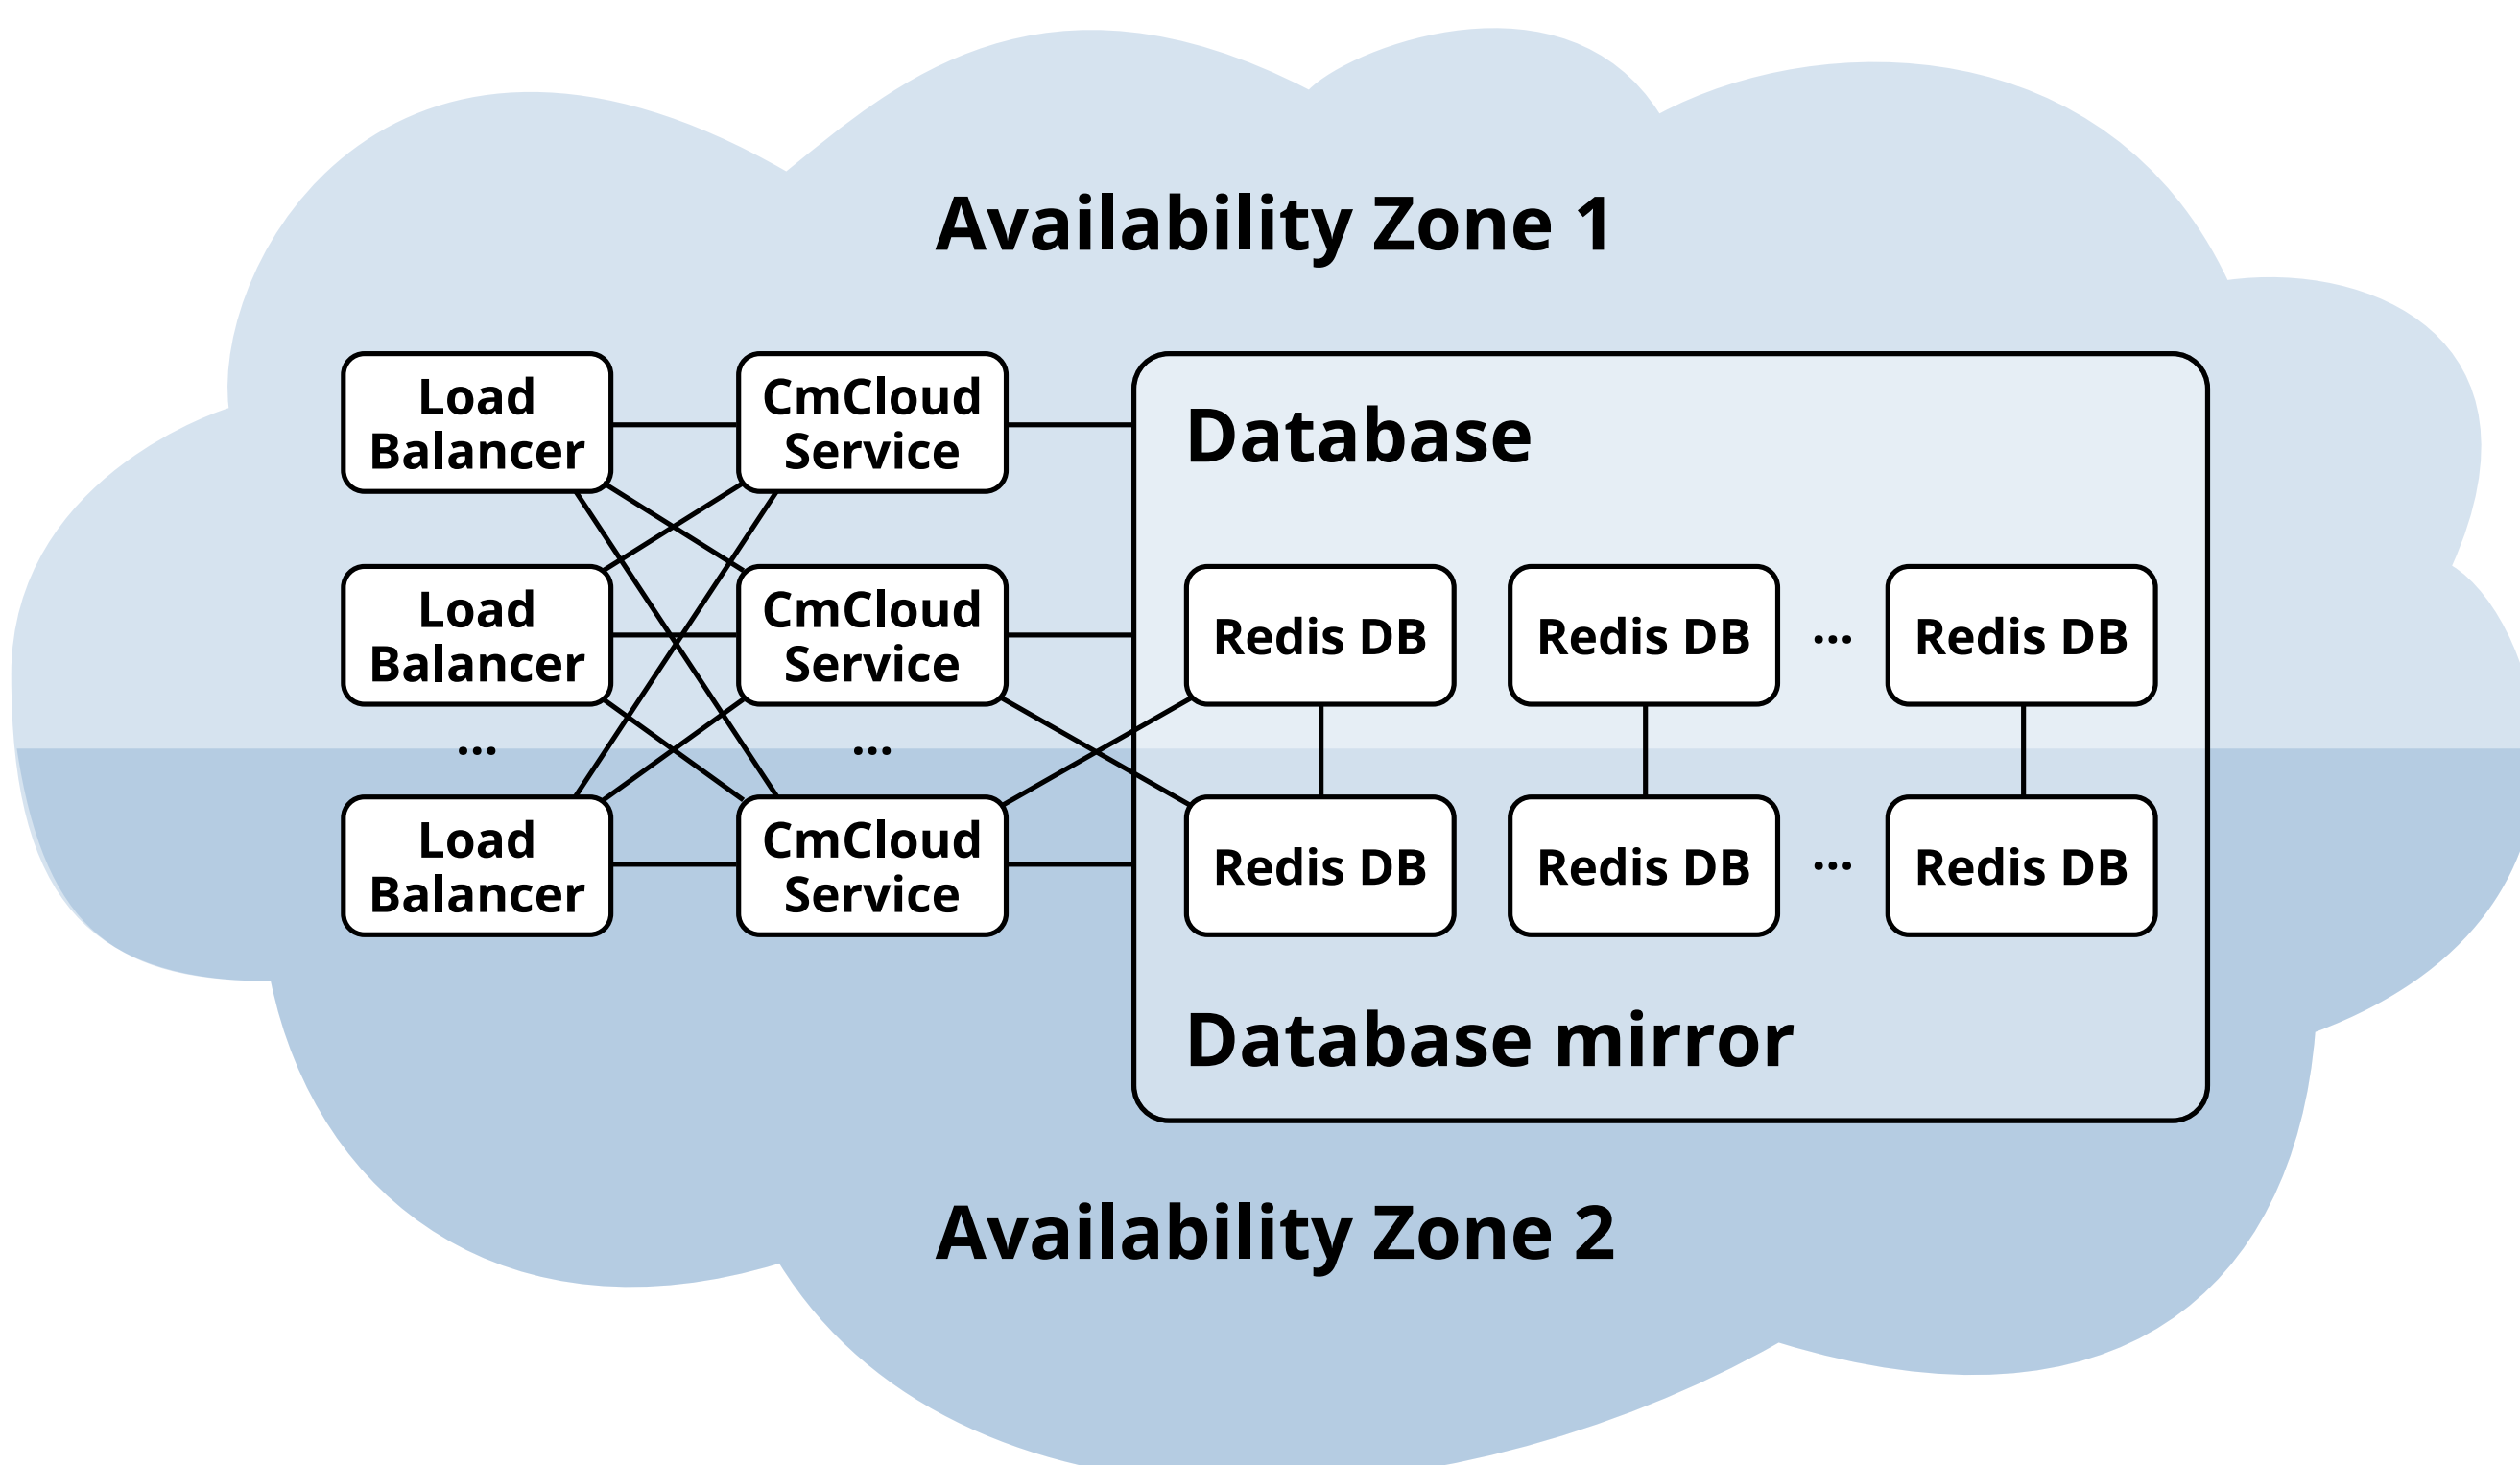 Availability Zone 1
Load
Balancer
CmCloud
Service
Database
Load
Balancer
CmCloud
Service
Redis DB
Redis DB
...
Redis DB
...
...
Load
Balancer
CmCloud
Service
Redis DB
Redis DB
...
Redis DB
Database mirror
Availability Zone 2